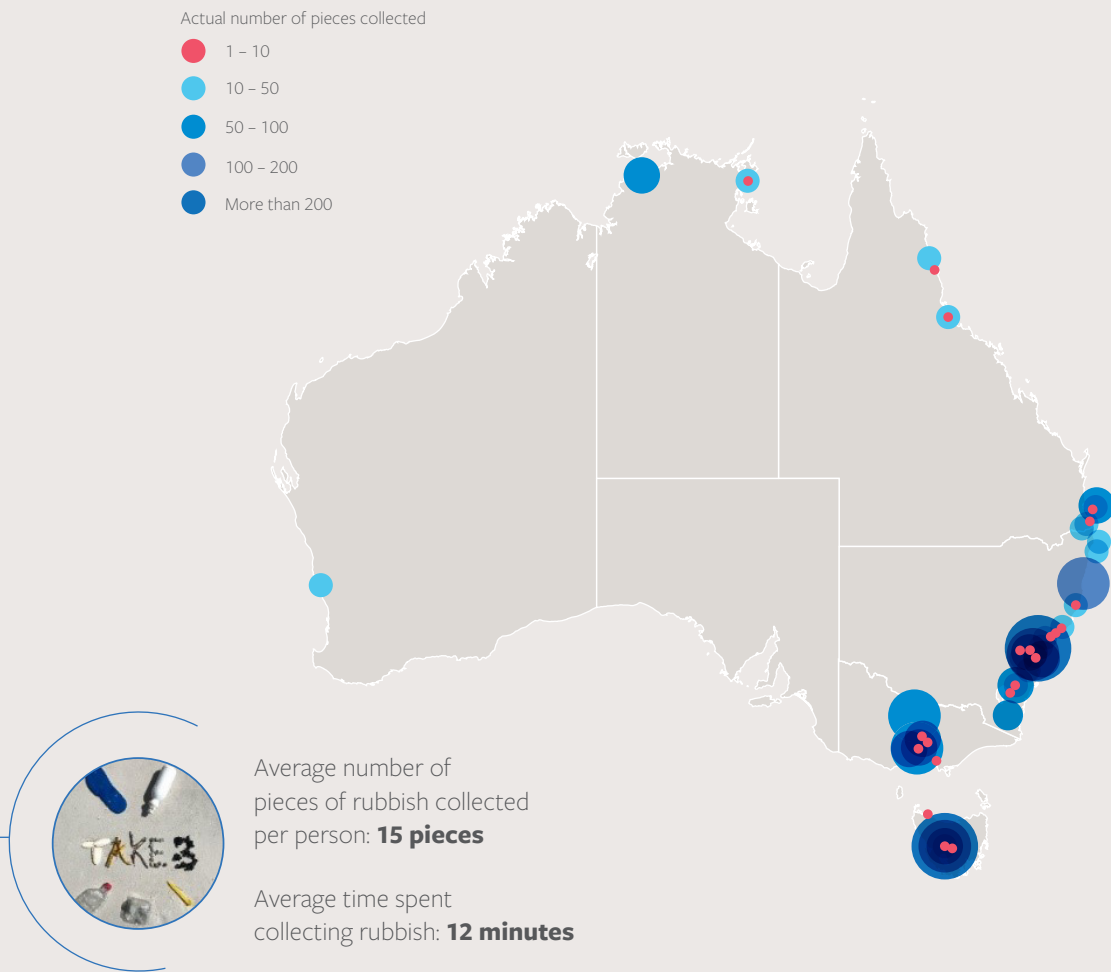 Actual number of pieces collected
1 – 10
10 – 50
50 – 100
100 – 200
More than 200
TAKE 3
Average number of
pieces of rubbish collected
per person: 15 pieces
Average time spent
collecting rubbish: 12 minutes